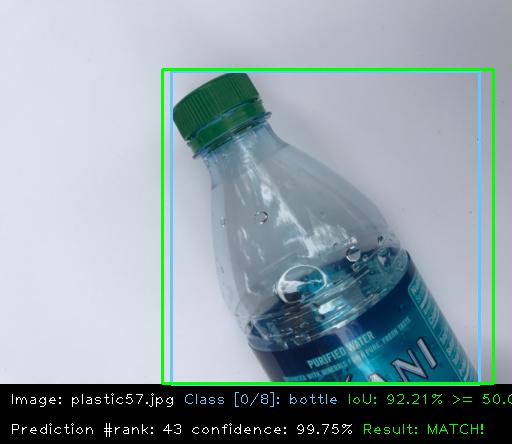 PURIFIED WATER
ANI
Image: plastic57.jpg Class [0/8]: bottle IoU: 92.21% >= 50.0
Prediction #rank: 43 confidence: 99.75% Result: MATCH!